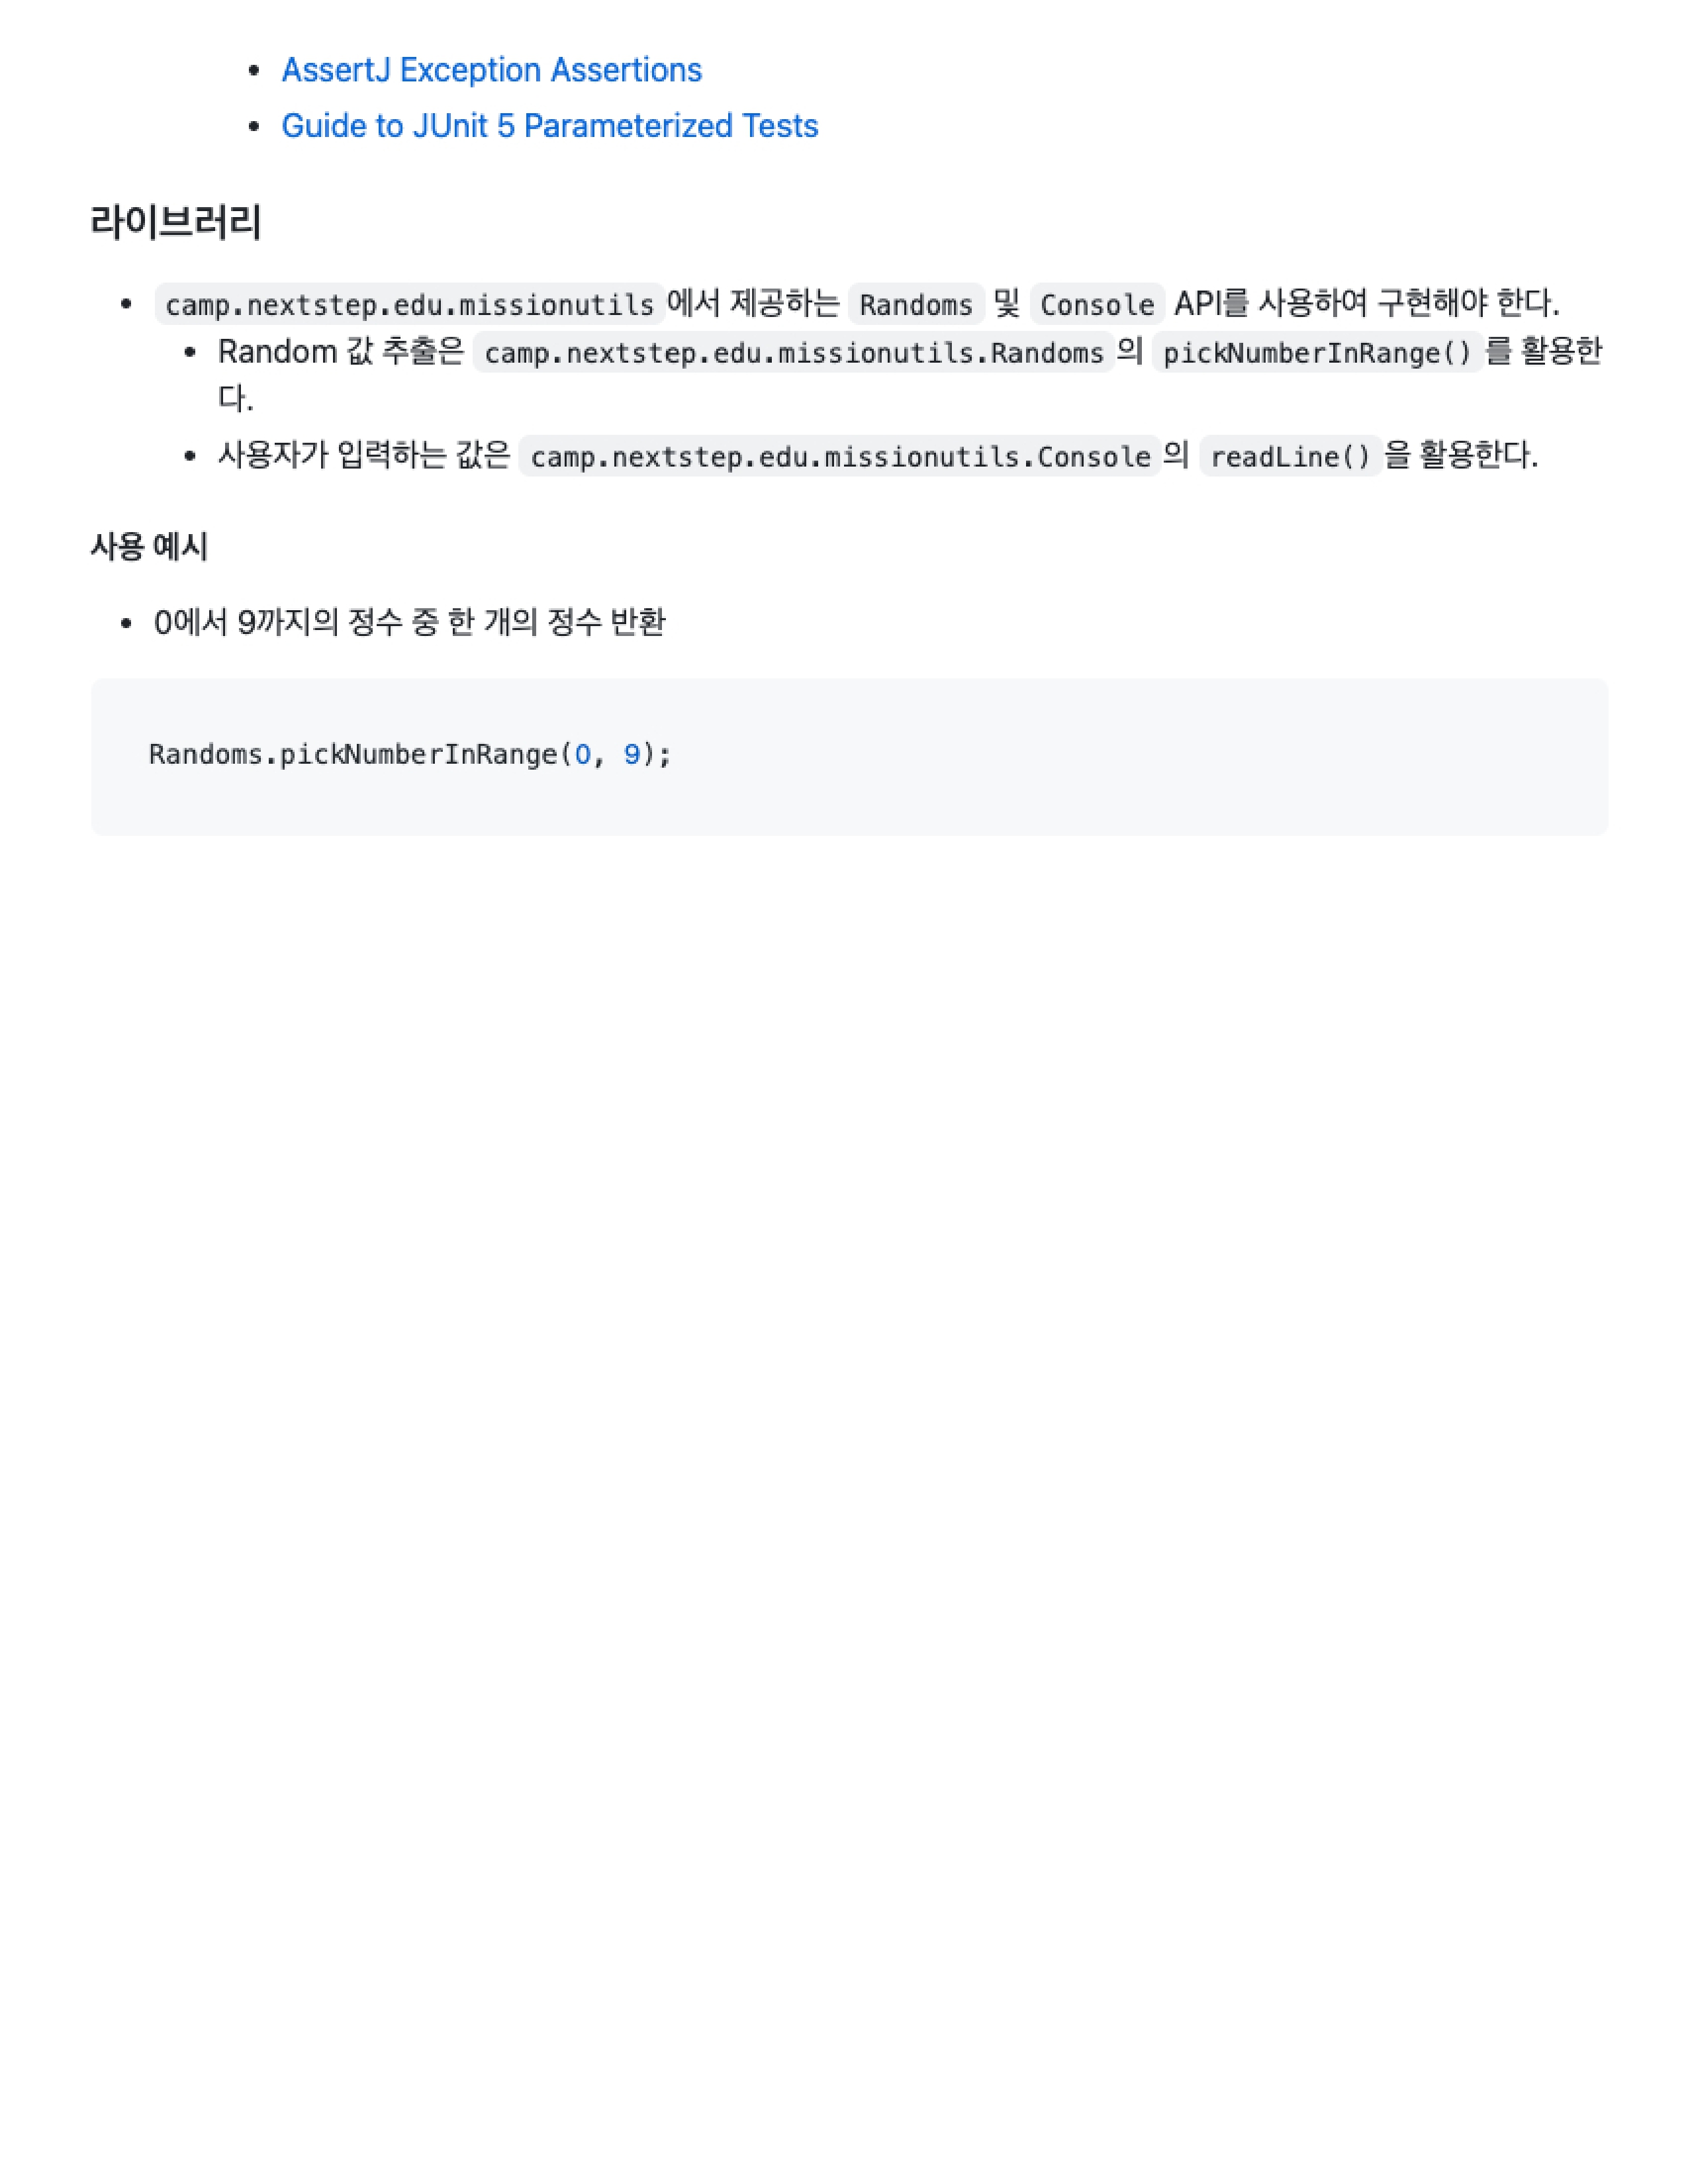 AssertJ Exception Assertions
Guide to JUnit 5 Parameterized Tests
라이브러리
camp.nextstep.edu.missionutils에서 제공하는 Randoms 및 Console API를 사용하여 구현해야 한다.
Random 값 추출은 camp.nextstep.edu.missionutils.Randoms의 pickNumberInRange()를 활용한
다.
사용자가 입력하는 값은 camp.nextstep.edu.missionutils.Console의 readLine()을 활용한다.
사용 예시
0에서 9까지의 정수 중 한 개의 정수 반환
Randoms.pickNumberInRange(0, 9);